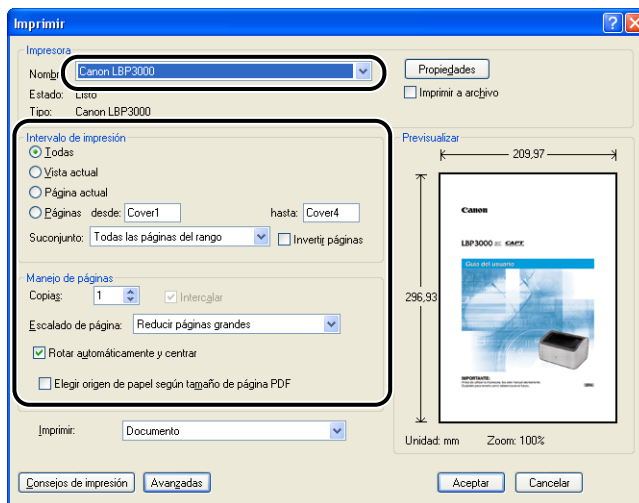 Imprimir
Impresora
Nombr Canon LBP3000
Propiedades
Estado: Listo
Imprimir a archivo
Tipo: Canon LBP3000
Intervalo de impresión
Todas
Vista actual
Página actual
Páginas desde: Cover1 hasta: Cover4
Suconjunto: Todas las páginas del rango
Invertir páginas
Manejo de páginas
Copias: 1
Intercalar
Escalado de página: Reducir páginas grandes
Rotar automáticamente y centrar
Elegir origen de papel según tamaño de página PDF
Imprimir: Documento
Previsualizar
209,97
296,93
Canon
LBP3000 CAPT
Guía del usuario
IMPORTANTE:
Unidad: mm Zoom: 100%
Consejos de impresión
Avanzadas
Aceptar
Cancelar